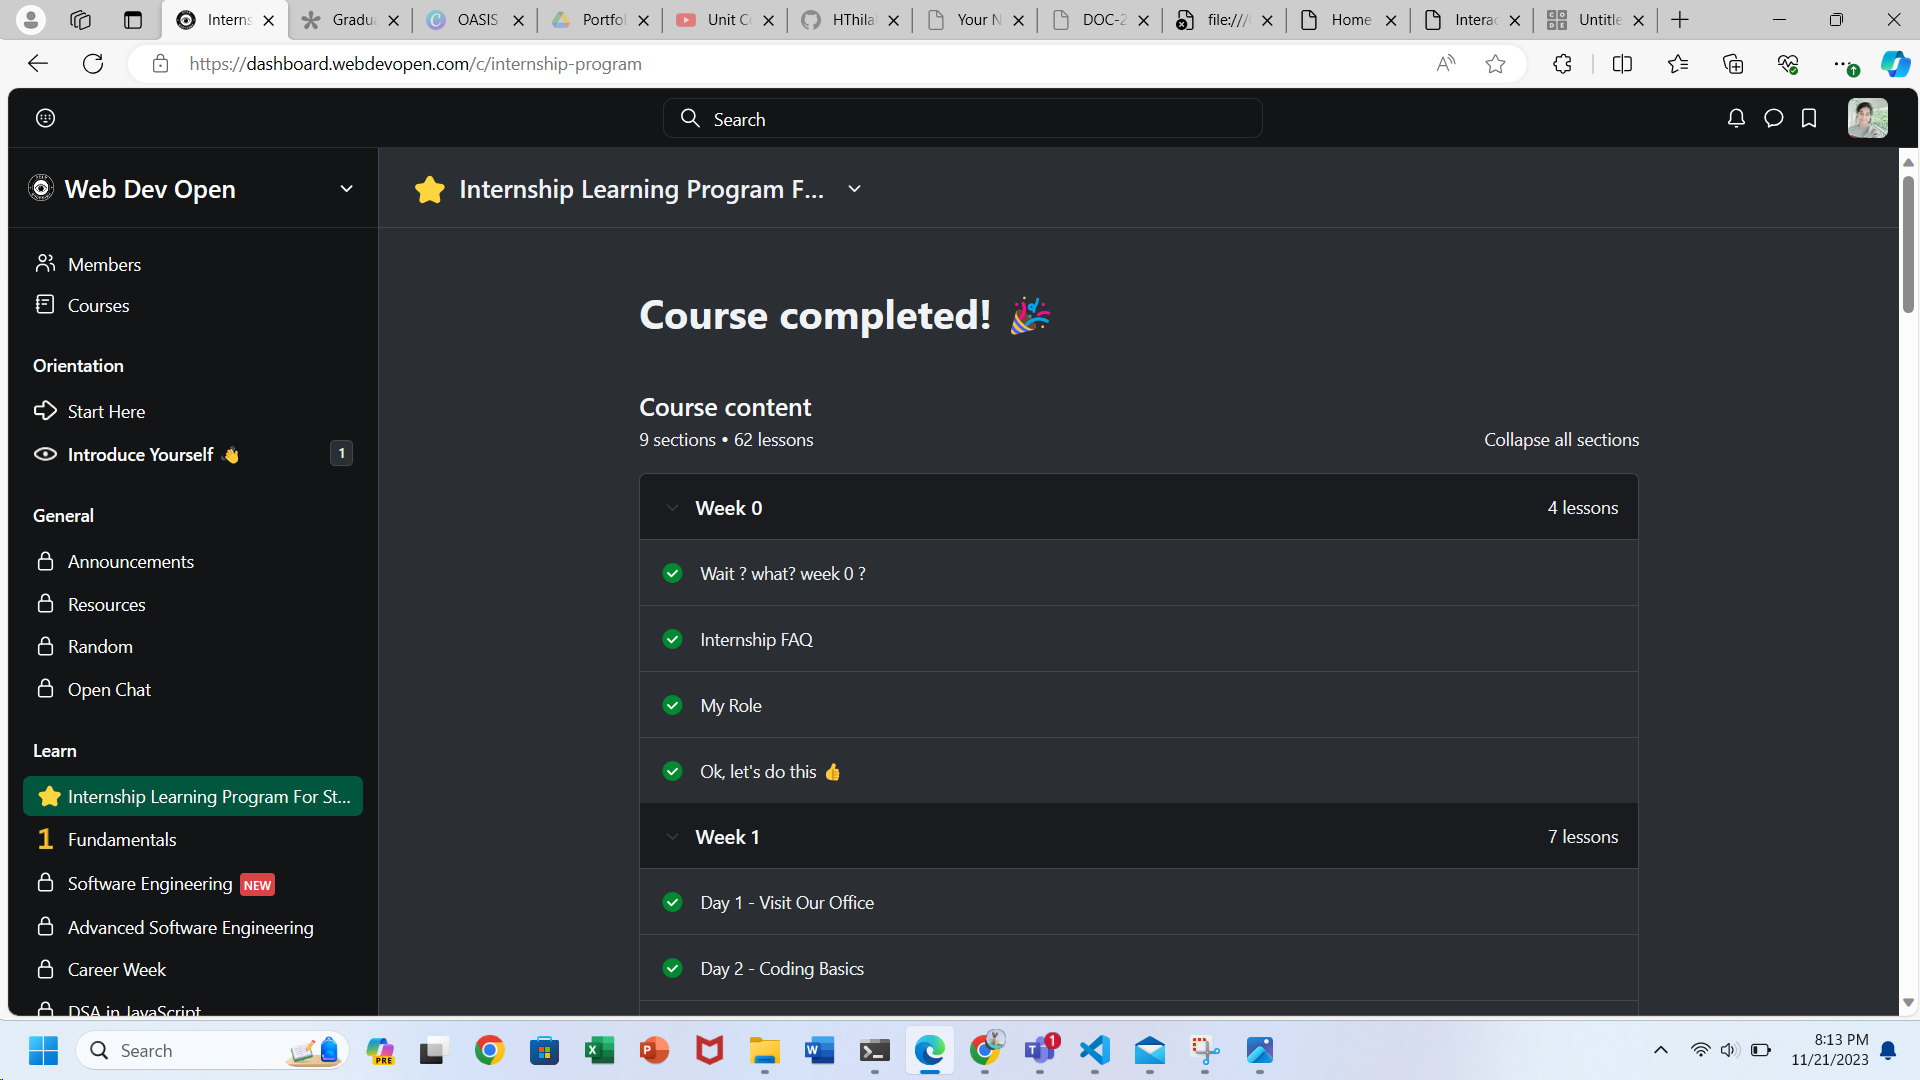 Interns
Gradua
OASIS
Portfol
Unit Co
HThila
Your N
DOC-2
file:///
Home
Interac
Untitle
https://dashboard.webdevopen.com/c/internship-program
Search
Web Dev Open
Internship Learning Program F...
Members
Courses
Course completed! 🎉
Orientation
Start Here
Introduce Yourself 👋 1
Course content
9 sections • 62 lessons
Collapse all sections
General
Announcements
Resources
Random
Open Chat
Week 0
4 lessons
Wait ? what? week 0 ?
Internship FAQ
My Role
Ok, let's do this 👍
Learn
Internship Learning Program For St...
1 Fundamentals
Software Engineering NEW
Advanced Software Engineering
Career Week
DSA in JavaScript
Week 1
7 lessons
Day 1 - Visit Our Office
Day 2 - Coding Basics
Search
PRE
1
8:13 PM
11/21/2023